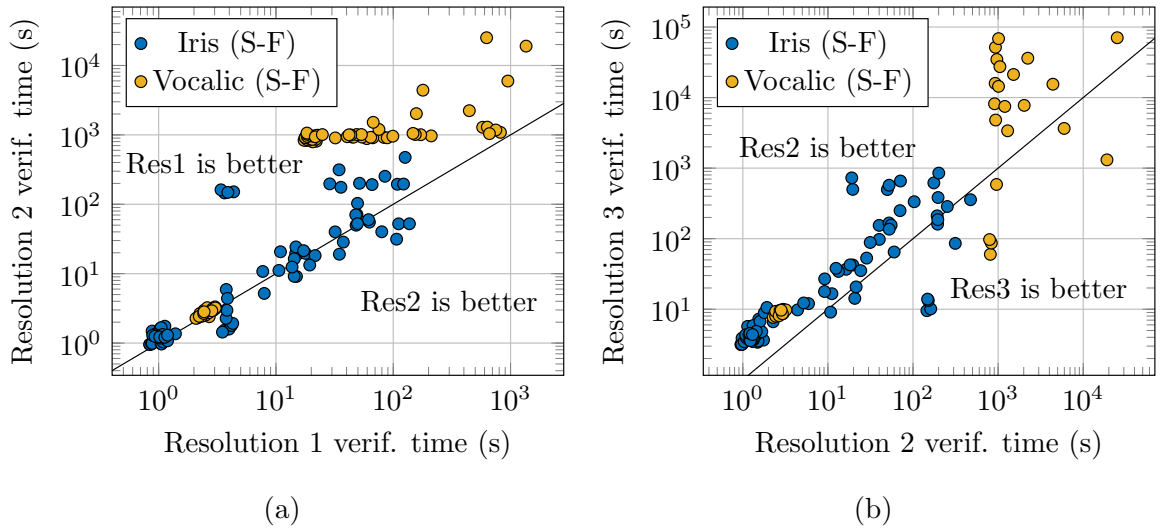 Iris (S-F)
Vocalic (S-F)
Res1 is better
Res2 is better
10^4
10^3
10^2
10^1
10^0
10^0
10^1
10^2
10^3
Resolution 2 verif. time (s)
Resolution 1 verif. time (s)
(a)
Iris (S-F)
Vocalic (S-F)
Res2 is better
Res3 is better
10^5
10^4
10^3
10^2
10^1
10^0
10^1
10^2
10^3
10^4
Resolution 3 verif. time (s)
Resolution 2 verif. time (s)
(b)